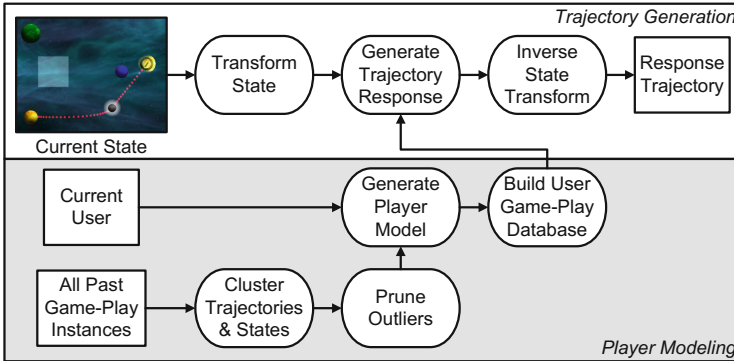 Trajectory Generation
Current State
Transform
State
Generate
Trajectory
Response
Inverse
State
Transform
Response
Trajectory
Current
User
Generate
Player
Model
Build User
Game-Play
Database
All Past
Game-Play
Instances
Cluster
Trajectories
& States
Prune
Outliers
Player Modeling